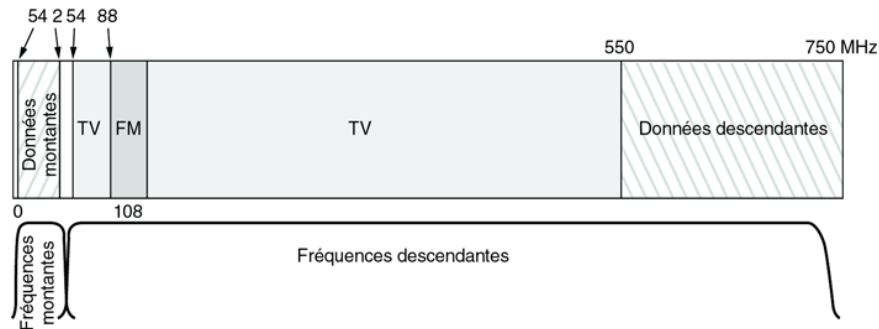 54 2 54 88
550
750 MHz
Données
montantes
TV
FM
TV
Données descendantes
0
108
Fréquences
montantes
Fréquences descendantes